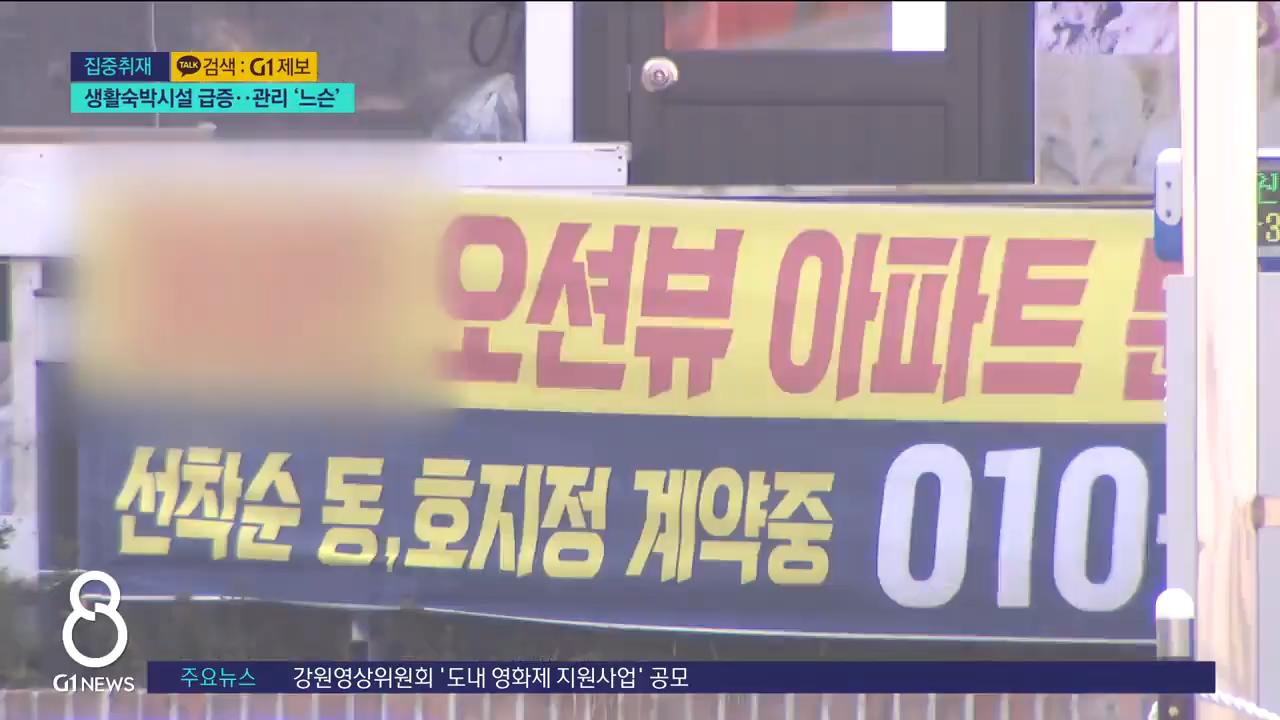 집중취재 TALK 검색 : G1 제보
생활숙박시설 급증‥관리 '느슨'
오션뷰 아파트
선착순 동,호지정 계약중 010
8
G1 NEWS
주요뉴스 강원영상위원회 '도내 영화제 지원사업' 공모